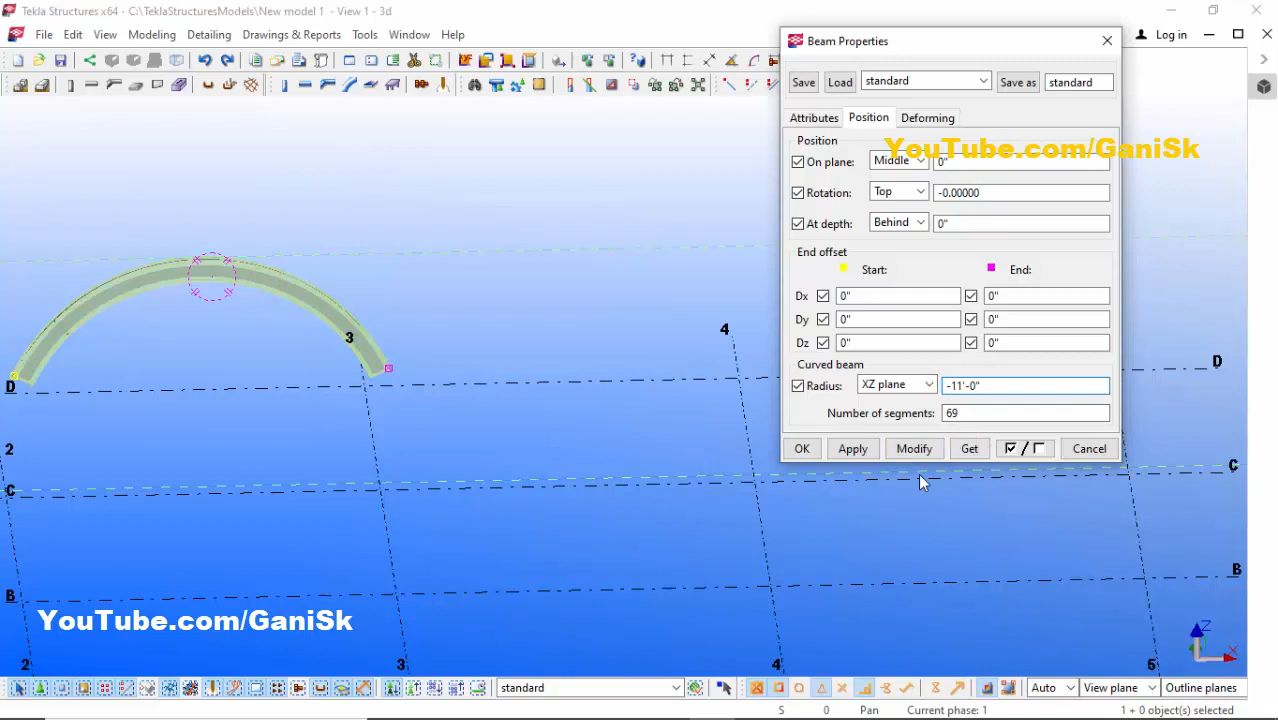 Tekla Structures x64 - C:\TeklaStructuresModels\New model 1 - View 1 - 3d
File Edit View Modeling Detailing Drawings & Reports Tools Window Help
Log in
Beam Properties
Save Load standard Save as standard
Attributes Position Deforming
Position
YouTube.com/GaniSk
On plane: Middle 0"
Rotation: Top -0.00000
At depth: Behind 0"
End offset
Start: End:
Dx 0" 0"
Dy 0" 0"
Dz 0" 0"
Curved beam
Radius: XZ plane -11'-0"
Number of segments: 69
OK Apply Modify Get / Cancel
3
4
D
D
2
C
C
B
B
YouTube.com/GaniSk
2
3
4
5
Z
X
standard
Auto View plane Outline planes
S 0 Pan Current phase: 1 1 + 0 object(s) selected